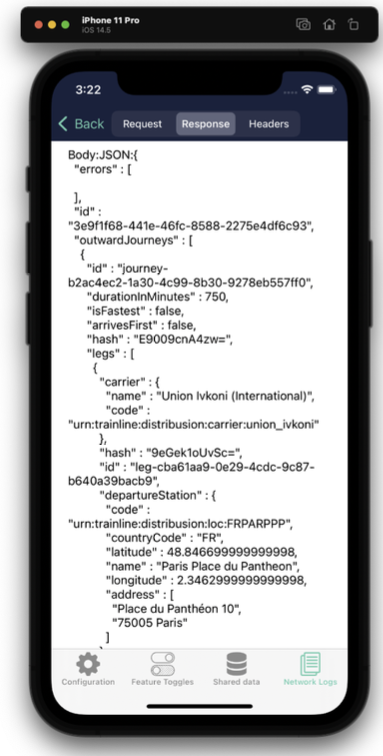 iPhone 11 Pro
iOS 14.5
3:22
Back
Request
Response
Headers
Body:JSON:{
"errors" : [
],
"id" :
"3e9f1f68-441e-46fc-8588-2275e4df6c93",
"outwardJourneys" : [
{
"id" : "journey-
b2ac4ec2-1a30-4c99-8b30-9278eb557ff0",
"durationInMinutes" : 750,
"isFastest" : false,
"arrivesFirst" : false,
"hash" : "E9009cnA4zw=",
"legs" : [
{
"carrier" : {
"name" : "Union Ivkoni (International)",
"code" :
"urn:trainline:distribusion:carrier:union_ivkoni"
},
"hash" : "9eGek1oUvSc=",
"id" : "leg-cba61aa9-0e29-4cdc-9c87-
b640a39bacb9",
"departureStation" : {
"code" :
"urn:trainline:distribusion:loc:FRPARPPP",
"countryCode" : "FR",
"latitude" : 48.846699999999998,
"name" : "Paris Place du Pantheon",
"longitude" : 2.3462999999999998,
"address" : [
"Place du Panthéon 10",
"75005 Paris"
]
Configuration
Feature Toggles
Shared data
Network Logs